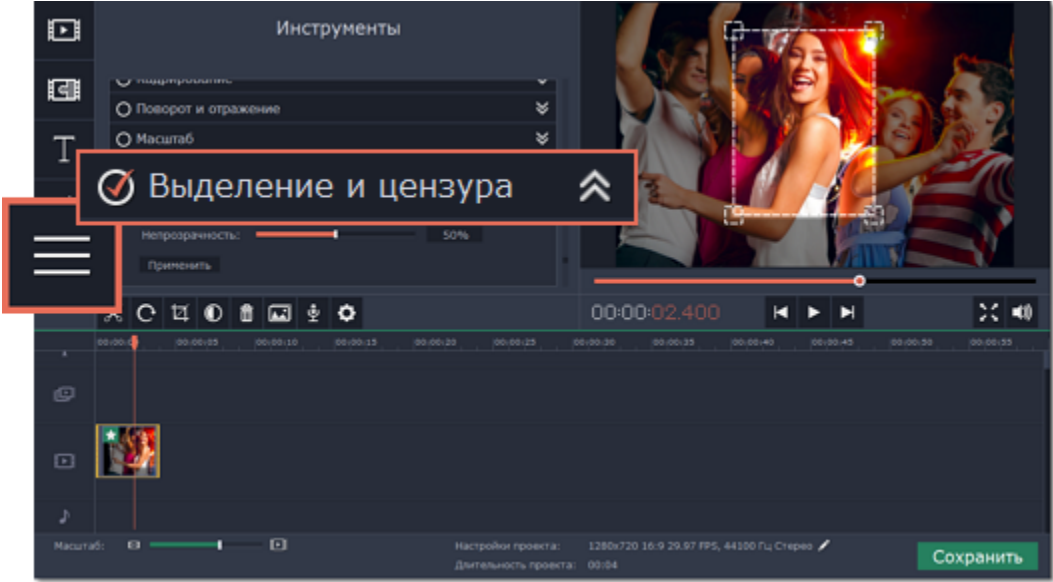 Инструменты
Кадрирование
Поворот и отражение
Масштаб
T
Выделение и цензура
Непрозрачность: 50%
Применить
00:00:02.400
00:00:00 00:00:05 00:00:10 00:00:15 00:00:20 00:00:25 00:00:30 00:00:35 00:00:40 00:00:45 00:00:50 00:00:55
Масштаб:
Настройки проекта: 1280x720 16:9 29.97 FPS, 44100 Гц Стерео
Длительность проекта: 00:04
Сохранить